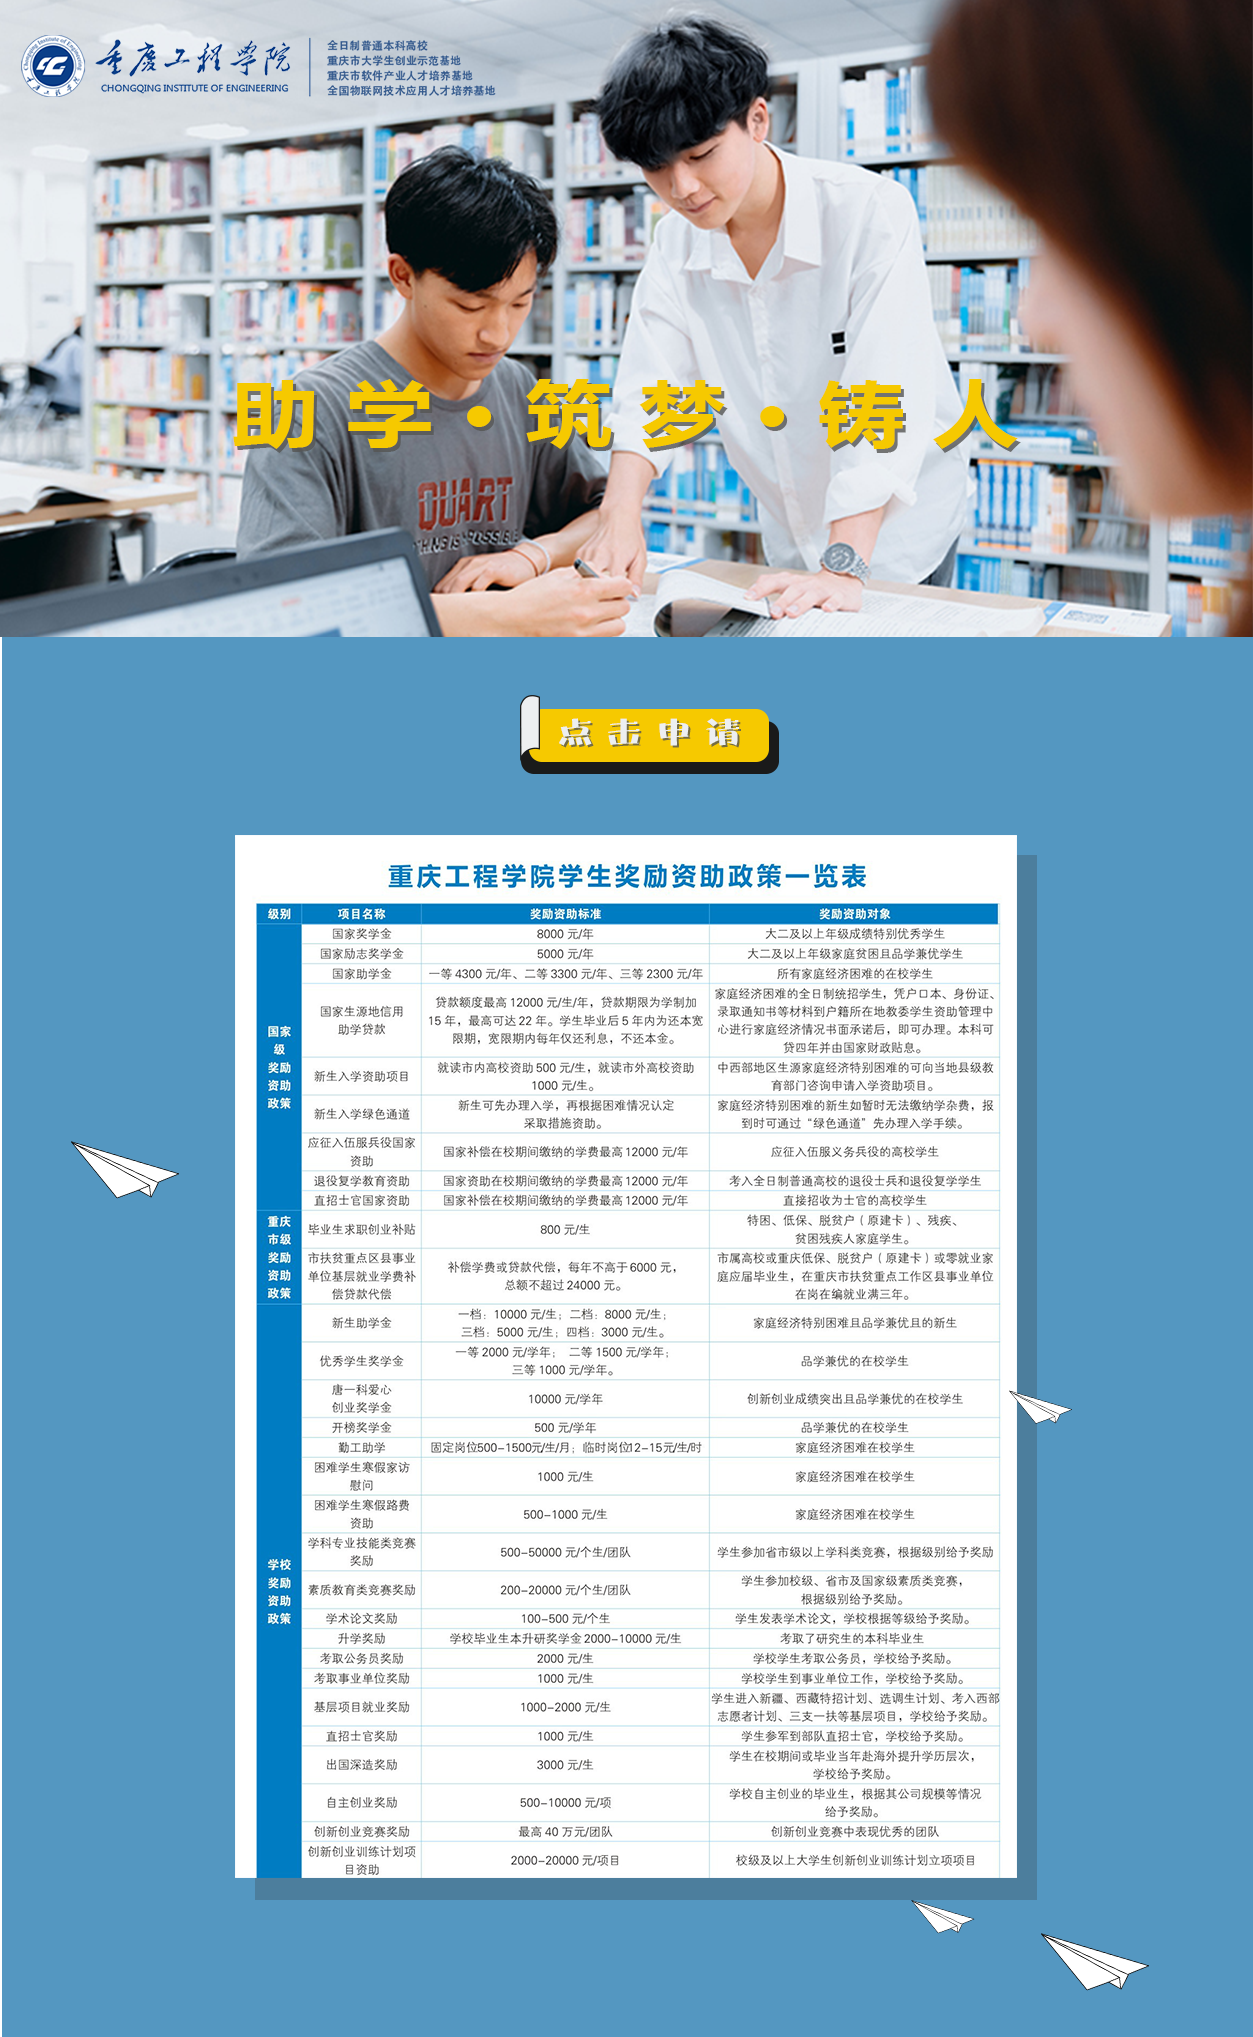 重庆工程学院
CHONGQING INSTITUTE OF ENGINEERING
全日制普通本科高校
重庆市大学生创业示范基地
重庆市软件产业人才培养基地
全国物联网技术应用人才培养基地
助学·筑梦·铸人
QUART
点击申请
重庆工程学院学生奖励资助政策一览表
级别 项目名称 奖励资助标准 奖励资助对象
国家
级
奖励
资助
政策
国家奖学金 8000 元/年 大二及以上年级成绩特别优秀学生
国家励志奖学金 5000 元/年 大二及以上年级家庭贫困且品学兼优学生
国家助学金 一等 4300 元/年、二等 3300 元/年、三等 2300 元/年 所有家庭经济困难的在校学生
国家生源地信用
助学贷款
贷款额度最高 12000 元/生/年，贷款期限为学制加
15 年，最高可达 22 年。学生毕业后 5 年内为还本宽
限期，宽限期内每年仅还利息，不还本金。
家庭经济困难的全日制统招学生，凭户口本、身份证、
录取通知书等材料到户籍所在地教委学生资助管理中
心进行家庭经济情况书面承诺后，即可办理。本科可
贷四年并由国家财政贴息。
新生入学资助项目
就读市内高校资助 500 元/生，就读市外高校资助
1000 元/生。
中西部地区生源家庭经济特别困难的可向当地县级教
育部门咨询申请入学资助项目。
新生入学绿色通道
新生可先办理入学，再根据困难情况认定
采取措施资助。
家庭经济特别困难的新生如暂时无法缴纳学杂费，报
到时可通过“绿色通道”先办理入学手续。
应征入伍服兵役国家
资助
国家补偿在校期间缴纳的学费最高 12000 元/年 应征入伍服义务兵役的高校学生
退役复学教育资助 国家资助在校期间缴纳的学费最高 12000 元/年 考入全日制普通高校的退役士兵和退役复学学生
直招士官国家资助 国家补偿在校期间缴纳的学费最高 12000 元/年 直接招收为士官的高校学生
重庆
市级
奖励
资助
政策
毕业生求职创业补贴 800 元/生
特困、低保、脱贫户（原建卡）、残疾、
贫困残疾人家庭学生。
市扶贫重点区县事业
单位基层就业学费补
偿贷款代偿
补偿学费或贷款代偿，每年不高于 6000 元，
总额不超过 24000 元。
市属高校或重庆低保、脱贫户（原建卡）或零就业家
庭应届毕业生，在重庆市扶贫重点工作区县事业单位
在岗在编就业满三年。
学校
奖励
资助
政策
新生助学金
一档：10000 元/生；二档：8000 元/生；
三档：5000 元/生；四档：3000 元/生。
家庭经济特别困难且品学兼优且的新生
优秀学生奖学金
一等 2000 元/学年； 二等 1500 元/学年；
三等 1000 元/学年。
品学兼优的在校学生
唐一科爱心
创业奖学金
10000 元/学年 创新创业成绩突出且品学兼优的在校学生
开榜奖学金 500 元/学年 品学兼优的在校学生
勤工助学 固定岗位500-1500元/生/月；临时岗位12-15元/生/时 家庭经济困难在校学生
困难学生寒假家访
慰问
1000 元/生 家庭经济困难在校学生
困难学生寒假路费
资助
500-1000 元/生 家庭经济困难在校学生
学科专业技能类竞赛
奖励
500-50000 元/个生/团队 学生参加省市级以上学科类竞赛，根据级别给予奖励
素质教育类竞赛奖励 200-20000 元/个生/团队
学生参加校级、省市及国家级素质类竞赛，
根据级别给予奖励。
学术论文奖励 100-500 元/个生 学生发表学术论文，学校根据等级给予奖励。
升学奖励 学校毕业生本升研奖学金 2000-10000 元/生 考取了研究生的本科毕业生
考取公务员奖励 2000 元/生 学校学生考取公务员，学校给予奖励。
考取事业单位奖励 1000 元/生 学校学生到事业单位工作，学校给予奖励。
基层项目就业奖励 1000-2000 元/生
学生进入新疆、西藏特招计划、选调生计划、考入西部
志愿者计划、三支一扶等基层项目，学校给予奖励。
直招士官奖励 1000 元/生 学生参军到部队直招士官，学校给予奖励。
出国深造奖励 3000 元/生
学生在校期间或毕业当年赴海外提升学历层次，
学校给予奖励。
自主创业奖励 500-10000 元/项
学校自主创业的毕业生，根据其公司规模等情况
给予奖励。
创新创业竞赛奖励 最高 40 万元/团队 创新创业竞赛中表现优秀的团队
创新创业训练计划项
目资助
2000-20000 元/项目 校级及以上大学生创新创业训练计划立项项目